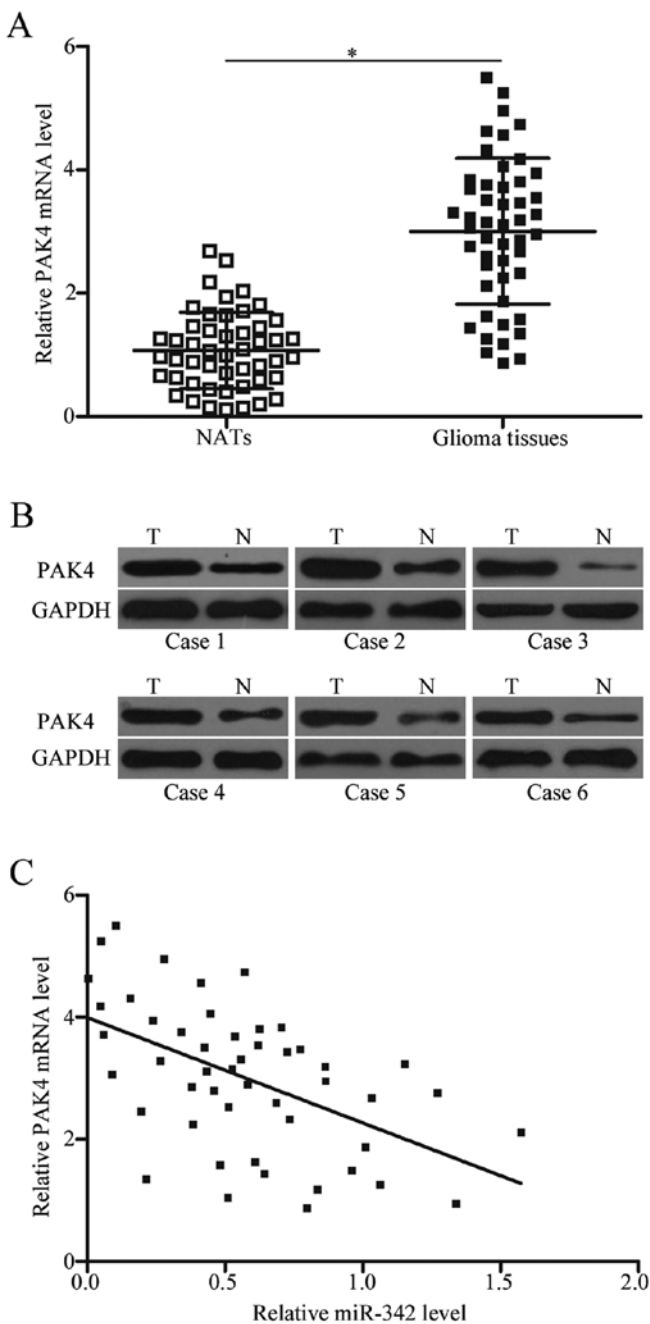 A
6
*
4
2
0
Relative PAK4 mRNA level
NATs Glioma tissues
B
T N T N T N
PAK4
GAPDH
Case 1 Case 2 Case 3
T N T N T N
PAK4
GAPDH
Case 4 Case 5 Case 6
C
6
4
2
0
Relative PAK4 mRNA level
0.0 0.5 1.0 1.5 2.0
Relative miR-342 level